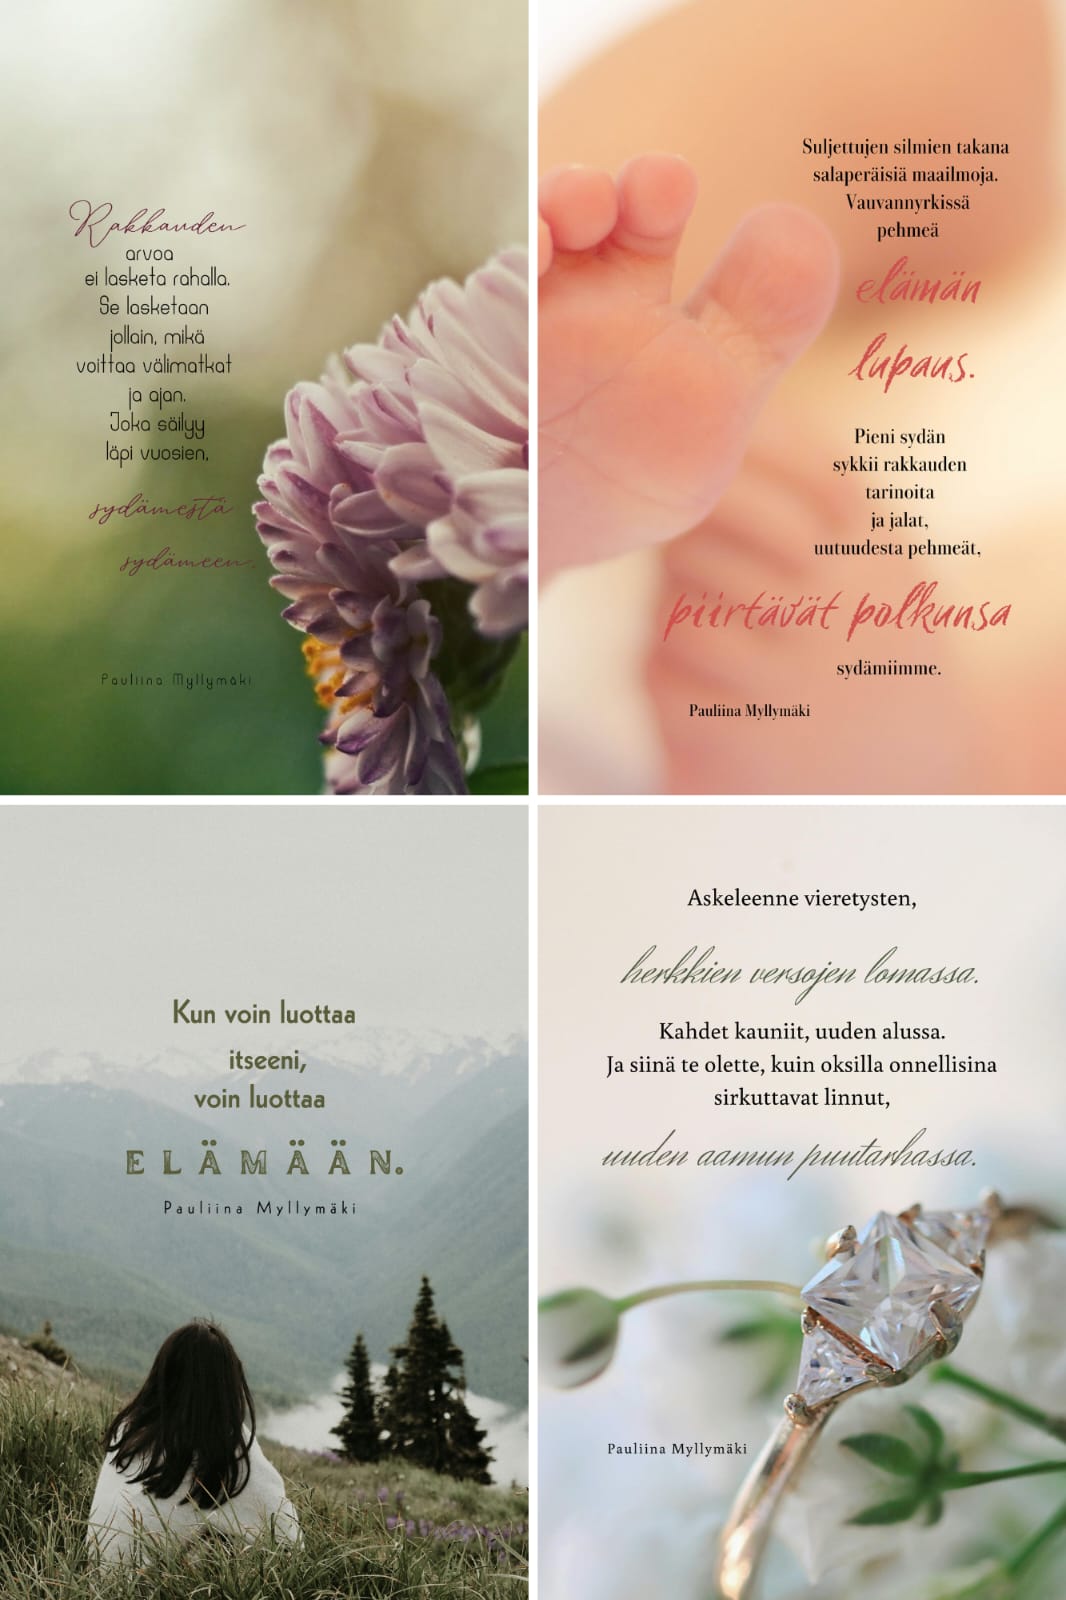 Rakkauden
arvoa
ei lasketa rahalla.
Se lasketaan
jollain, mikä
voittaa välimatkat
ja ajan.
Joka säilyy
läpi vuosien,
sydämestä
sydämeen.
Pauliina Myllymäki
Suljettujen silmien takana
salaperäisiä maailmoja.
Vauvannyrkissä
pehmeä
elämän
lupaus.
Pieni sydän
sykkii rakkauden
tarinoita
ja jalat,
uutuudesta pehmeät,
piirtävät polkunsa
sydämiimme.
Pauliina Myllymäki
Kun voin luottaa
itseeni,
voin luottaa
ELÄMÄÄN.
Pauliina Myllymäki
Askeleenne vieretysten,
herkkien versojen lomassa.
Kahdet kauniit, uuden alussa.
Ja siinä te olette, kuin oksilla onnellisina
sirkuttavat linnut,
uuden aamun puutarhassa.
Pauliina Myllymäki